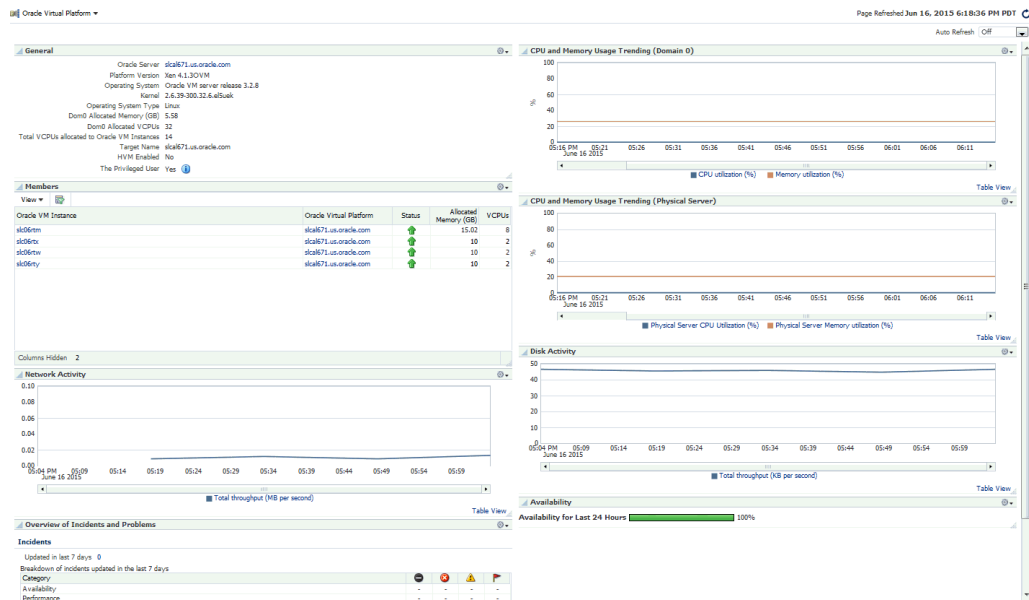 Oracle Virtual Platform
Page Refreshed Jun 16, 2015 6:18:36 PM PDT
Auto Refresh Off
General
Oracle Server slcal671.us.oracle.com
Platform Version Xen 4.1.3OVM
Operating System Oracle VM server release 3.2.8
Kernel 2.6.39-300.32.6.el5uek
Operating System Type Linux
Dom0 Allocated Memory (GB) 5.58
Dom0 Allocated VCPUs 32
Total VCPUs allocated to Oracle VM Instances 14
Target Name slcal671.us.oracle.com
HVM Enabled No
The Privileged User Yes
Members
View
Oracle VM Instance Oracle Virtual Platform Status Allocated Memory (GB) VCPUs
slc06rtm slcal671.us.oracle.com 15.02 8
slc06rtx slcal671.us.oracle.com 10 2
slc06rtw slcal671.us.oracle.com 10 2
slc06rty slcal671.us.oracle.com 10 2
Columns Hidden 2
Network Activity
0.10
0.08
0.06
0.04
0.02
0.00
05:04 PM 05:09 05:14 05:19 05:24 05:29 05:34 05:39 05:44 05:49 05:54 05:59
June 16 2015
Total throughput (MB per second)
Table View
Overview of Incidents and Problems
Incidents
Updated in last 7 days 0
Breakdown of incidents updated in the last 7 days
Category
Availability - - - -
Performance - - - -
CPU and Memory Usage Trending (Domain 0)
100
80
60
40
20
0
%
05:16 PM 05:21 05:26 05:31 05:36 05:41 05:46 05:51 05:56 06:01 06:06 06:11
June 16 2015
CPU utilization (%) Memory utilization (%)
Table View
CPU and Memory Usage Trending (Physical Server)
100
80
60
40
20
0
%
05:16 PM 05:21 05:26 05:31 05:36 05:41 05:46 05:51 05:56 06:01 06:06 06:11
June 16 2015
Physical Server CPU Utilization (%) Physical Server Memory utilization (%)
Table View
Disk Activity
50
40
30
20
10
0
05:04 PM 05:09 05:14 05:19 05:24 05:29 05:34 05:39 05:44 05:49 05:54 05:59
June 16 2015
Total throughput (KB per second)
Table View
Availability
Availability for Last 24 Hours 100%